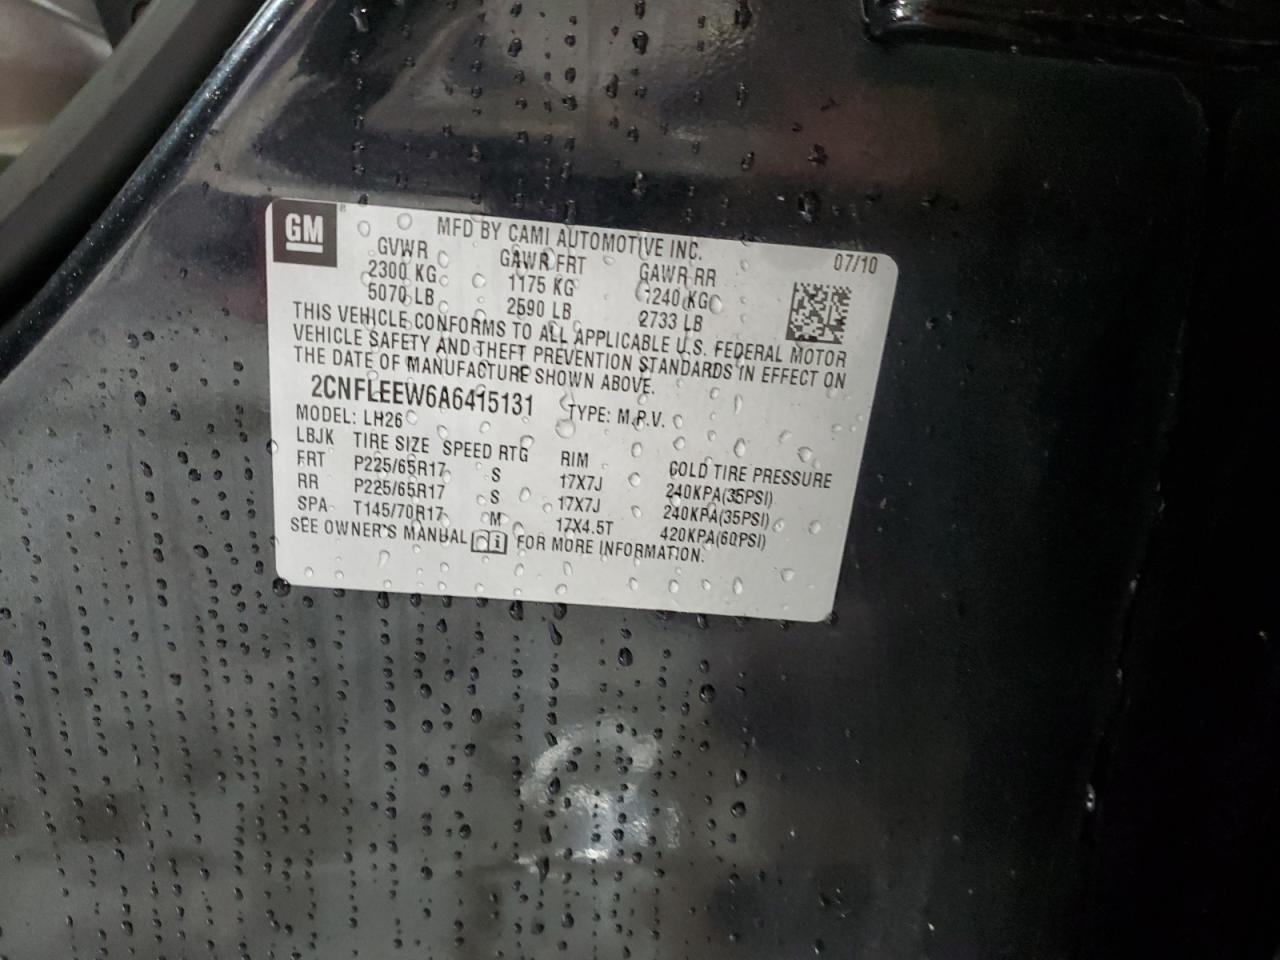 GM ® MFD BY CAMI AUTOMOTIVE INC. 07/10
GVWR GAWR FRT GAWR RR
2300 KG 1175 KG 1240 KG
5070 LB 2590 LB 2733 LB
THIS VEHICLE CONFORMS TO ALL APPLICABLE U.S. FEDERAL MOTOR
VEHICLE SAFETY AND THEFT PREVENTION STANDARDS IN EFFECT ON
THE DATE OF MANUFACTURE SHOWN ABOVE.
2CNFLEEW6A6415131 TYPE: M.P.V.
MODEL: LH26
LBJK TIRE SIZE SPEED RTG RIM COLD TIRE PRESSURE
FRT P225/65R17 S 17X7J 240KPA(35PSI)
RR P225/65R17 S 17X7J 240KPA(35PSI)
SPA T145/70R17 M 17X4.5T 420KPA(60PSI)
SEE OWNER'S MANUAL i FOR MORE INFORMATION.